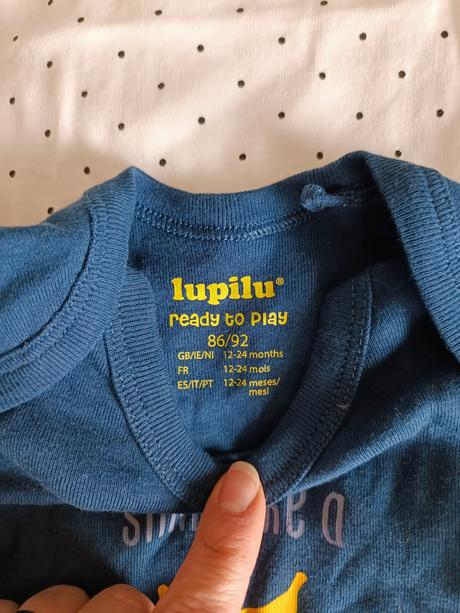 lupilu®
ready to play
86/92
GB/IE/NI 12-24 months
FR 12-24 mois
ES/IT/PT 12-24 meses/
mesi
a